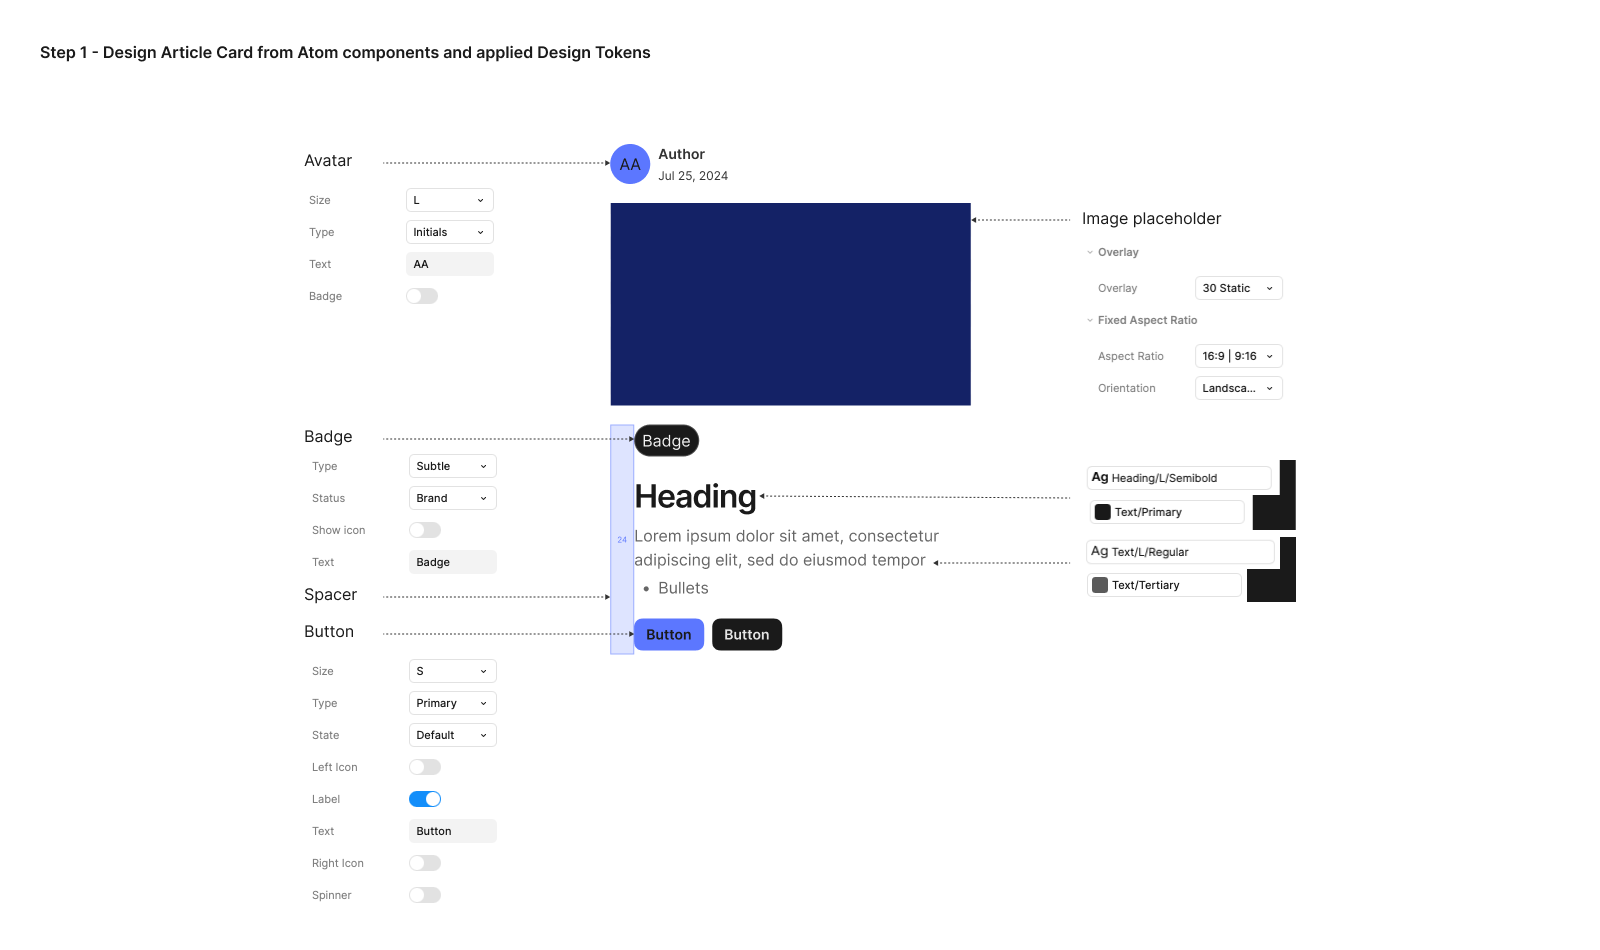 Step 1 - Design Article Card from Atom components and applied Design Tokens
Avatar
Size
L
Type
Initials
Text
AA
Badge
AA
Author
Jul 25, 2024
Image placeholder
Overlay
Overlay
30 Static
Fixed Aspect Ratio
Aspect Ratio
16:9 | 9:16
Orientation
Landsca...
Badge
Type
Subtle
Status
Brand
Show icon
Text
Badge
Spacer
Button
Size
S
Type
Primary
State
Default
Left Icon
Label
Text
Button
Right Icon
Spinner
24
Badge
Heading
Lorem ipsum dolor sit amet, consectetur
adipiscing elit, sed do eiusmod tempor
• Bullets
Button
Button
Ag Heading/L/Semibold
Text/Primary
Ag Text/L/Regular
Text/Tertiary